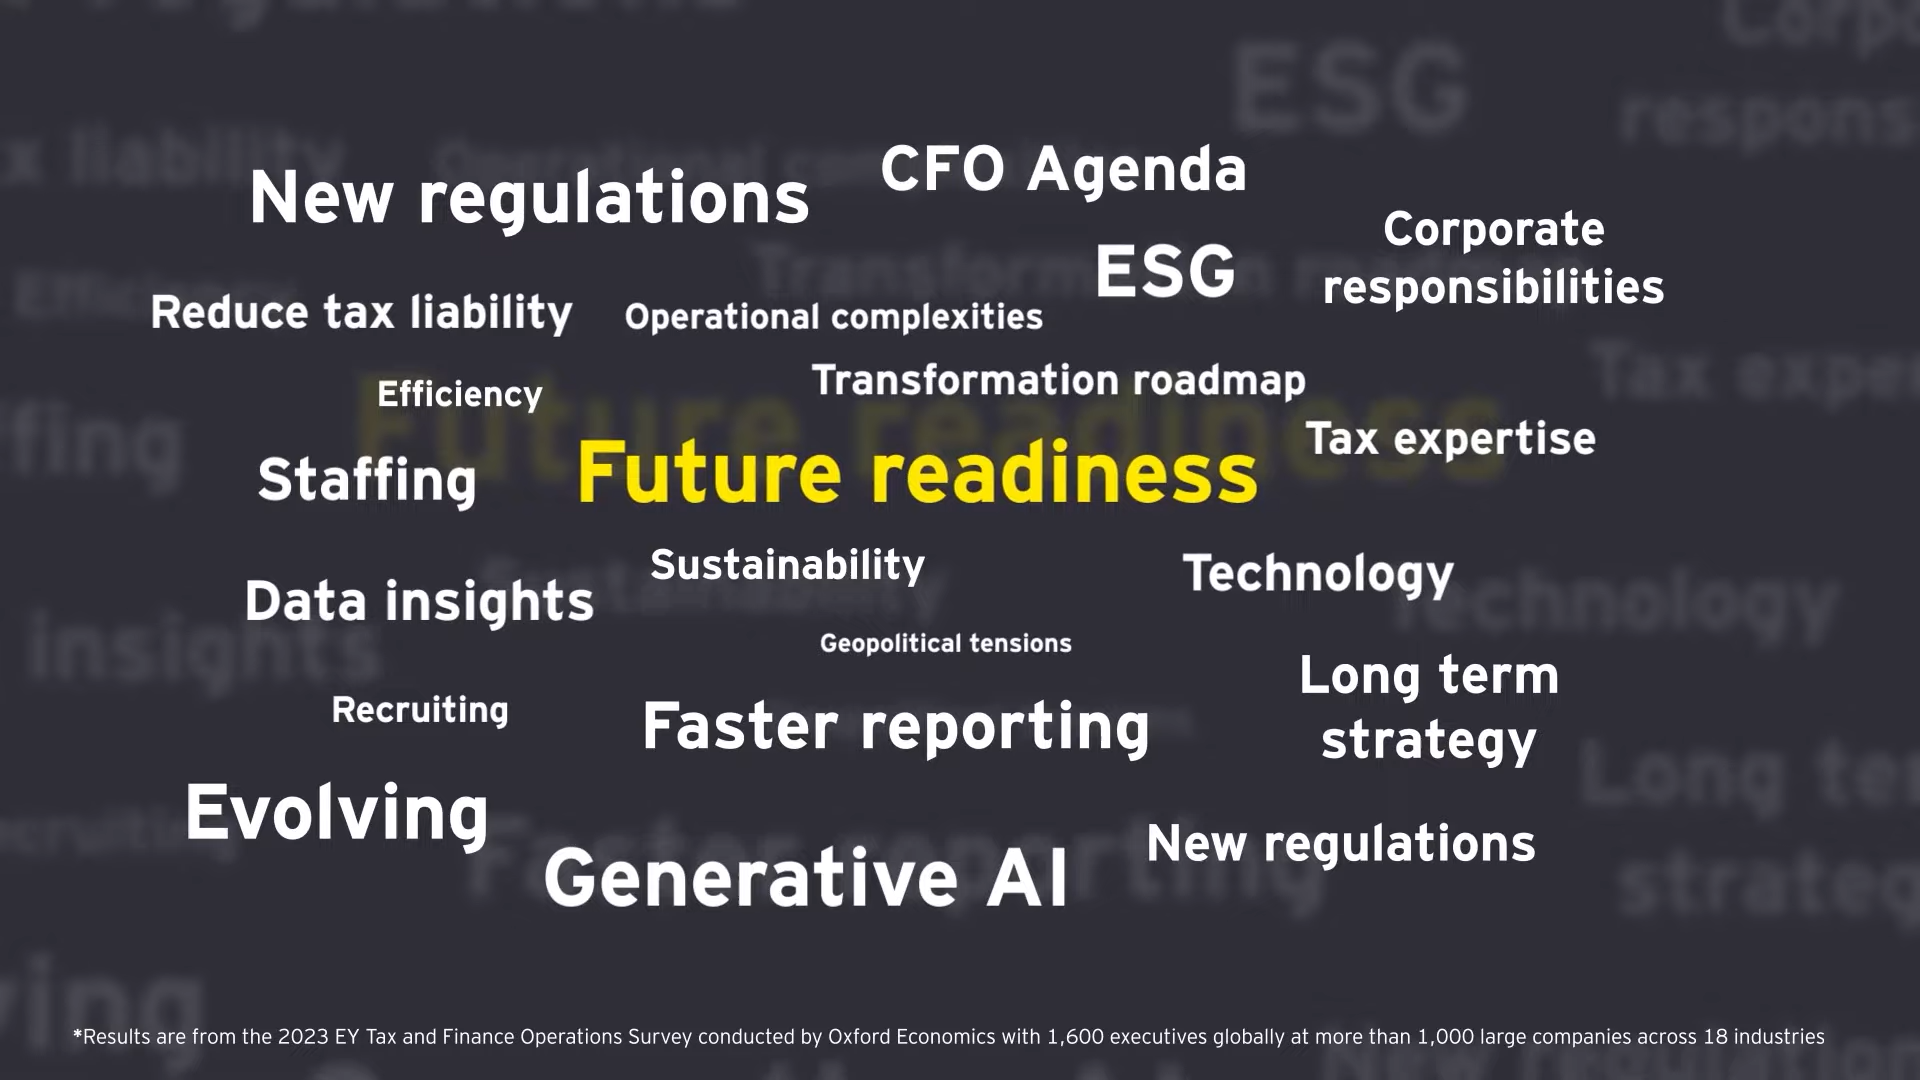 New regulations
CFO Agenda
Corporate
responsibilities
ESG
Reduce tax liability
Operational complexities
Efficiency
Transformation roadmap
Tax expertise
Staffing
Future readiness
Sustainability
Technology
Data insights
Geopolitical tensions
Long term
strategy
Recruiting
Faster reporting
Evolving
Generative AI
New regulations
*Results are from the 2023 EY Tax and Finance Operations Survey conducted by Oxford Economics with 1,600 executives globally at more than 1,000 large companies across 18 industries